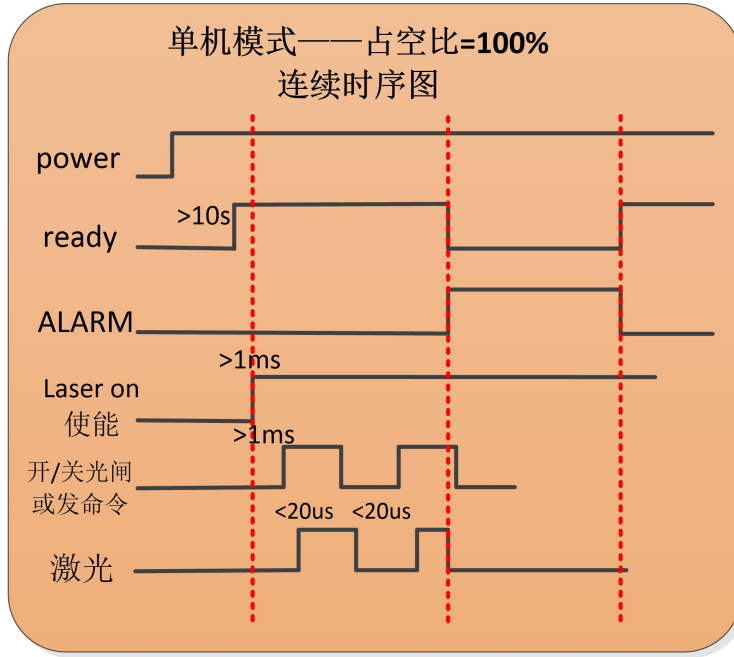 单机模式——占空比=100%
连续时序图
power
>10s
ready
ALARM
>1ms
Laser on
使能
>1ms
开/关光闸
或发命令
<20us <20us
激光